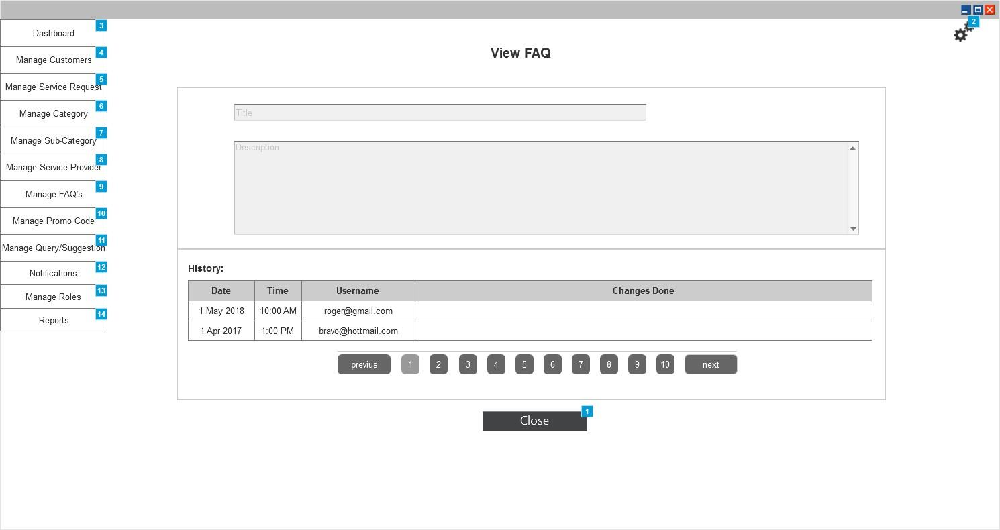 2
View FAQ
Dashboard 3
Manage Customers 4
Manage Service Request 5
Manage Category 6
Manage Sub-Category 7
Manage Service Provider 8
Manage FAQ's 9
Manage Promo Code 10
Manage Query/Suggestion 11
Notifications 12
Manage Roles 13
Reports 14
Title
Description
History:
Date Time Username Changes Done
1 May 2018 10:00 AM roger@gmail.com
1 Apr 2017 1:00 PM bravo@hottmail.com
previus 1 2 3 4 5 6 7 8 9 10 next
Close 1